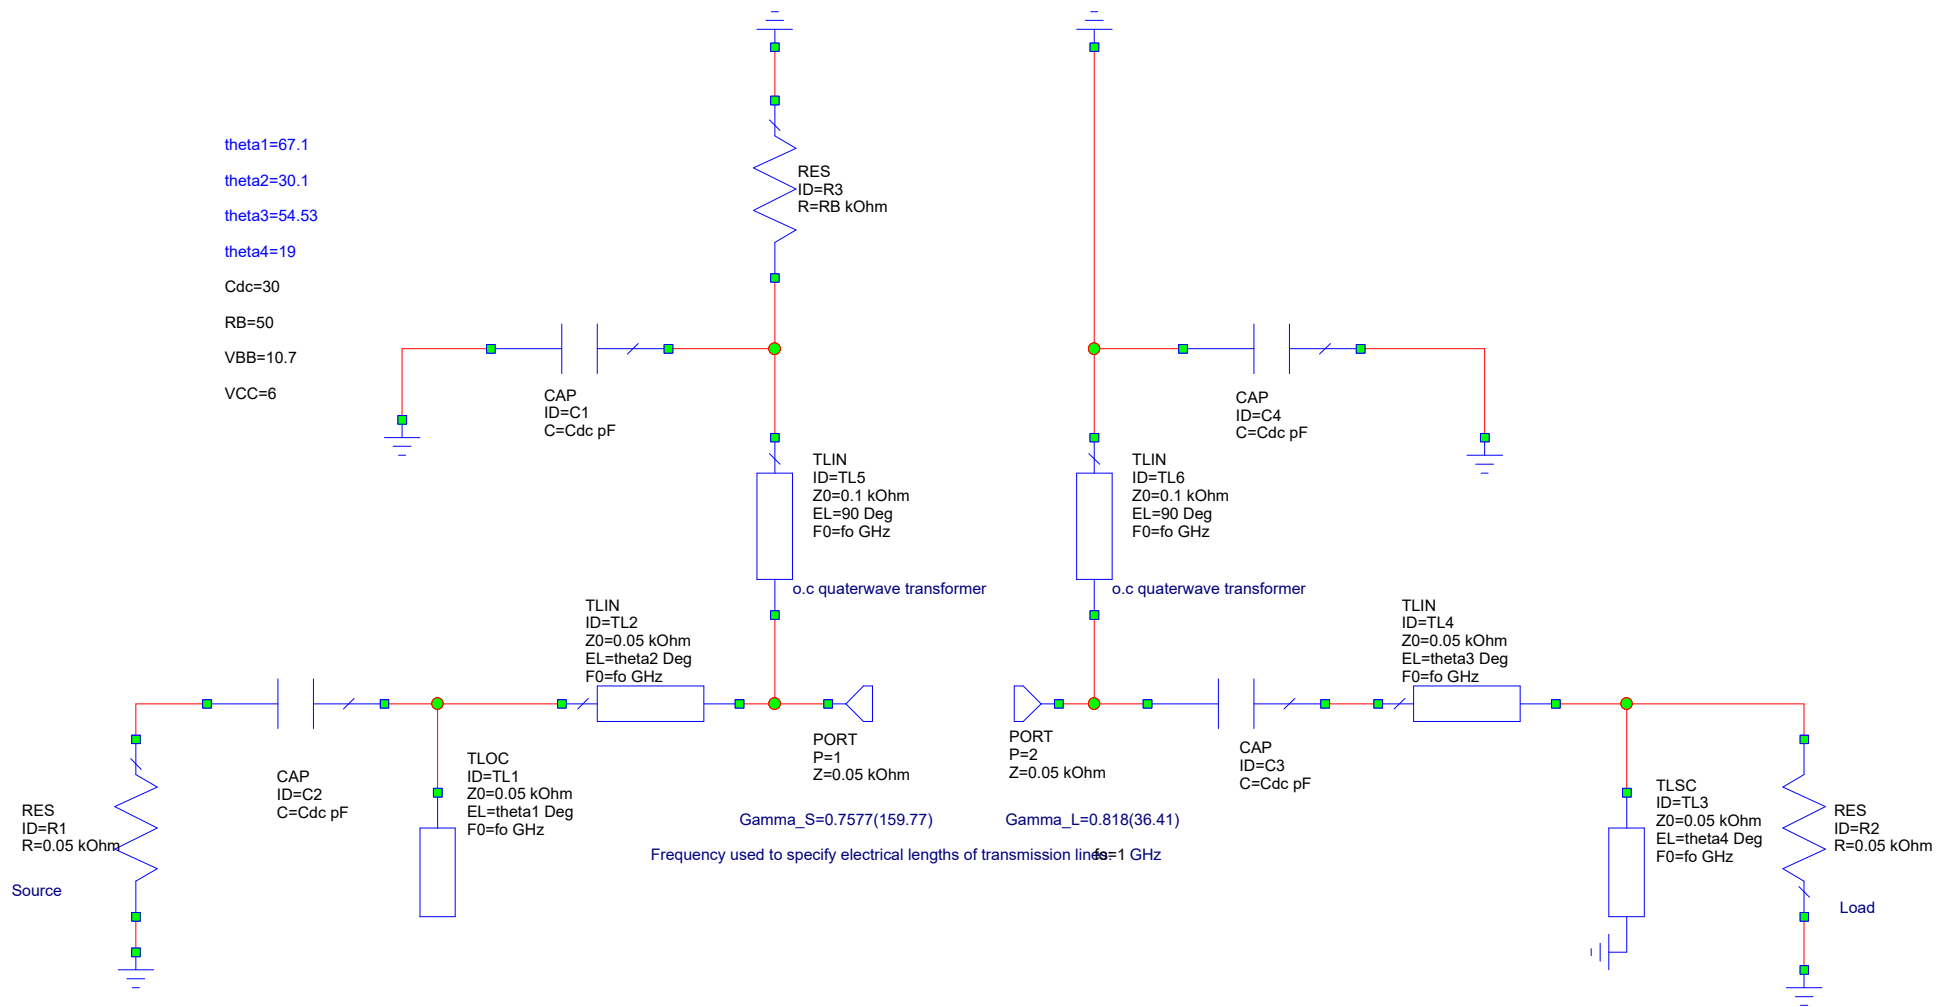 theta1=67.1
theta2=30.1
theta3=54.53
theta4=19
Cdc=30
RB=50
VBB=10.7
VCC=6
RES
ID=R3
R=RB kOhm
CAP
ID=C1
C=Cdc pF
CAP
ID=C4
C=Cdc pF
TLIN
ID=TL5
Z0=0.1 kOhm
EL=90 Deg
F0=fo GHz
o.c quaterwave transformer
TLIN
ID=TL6
Z0=0.1 kOhm
EL=90 Deg
F0=fo GHz
o.c quaterwave transformer
TLIN
ID=TL2
Z0=0.05 kOhm
EL=theta2 Deg
F0=fo GHz
TLIN
ID=TL4
Z0=0.05 kOhm
EL=theta3 Deg
F0=fo GHz
RES
ID=R1
R=0.05 kOhm
Source
CAP
ID=C2
C=Cdc pF
TLOC
ID=TL1
Z0=0.05 kOhm
EL=theta1 Deg
F0=fo GHz
PORT
P=1
Z=0.05 kOhm
PORT
P=2
Z=0.05 kOhm
CAP
ID=C3
C=Cdc pF
TLSC
ID=TL3
Z0=0.05 kOhm
EL=theta4 Deg
F0=fo GHz
RES
ID=R2
R=0.05 kOhm
Load
Gamma_S=0.7577(159.77)
Gamma_L=0.818(36.41)
Frequency used to specify electrical lengths of transmission lines fo=1 GHz